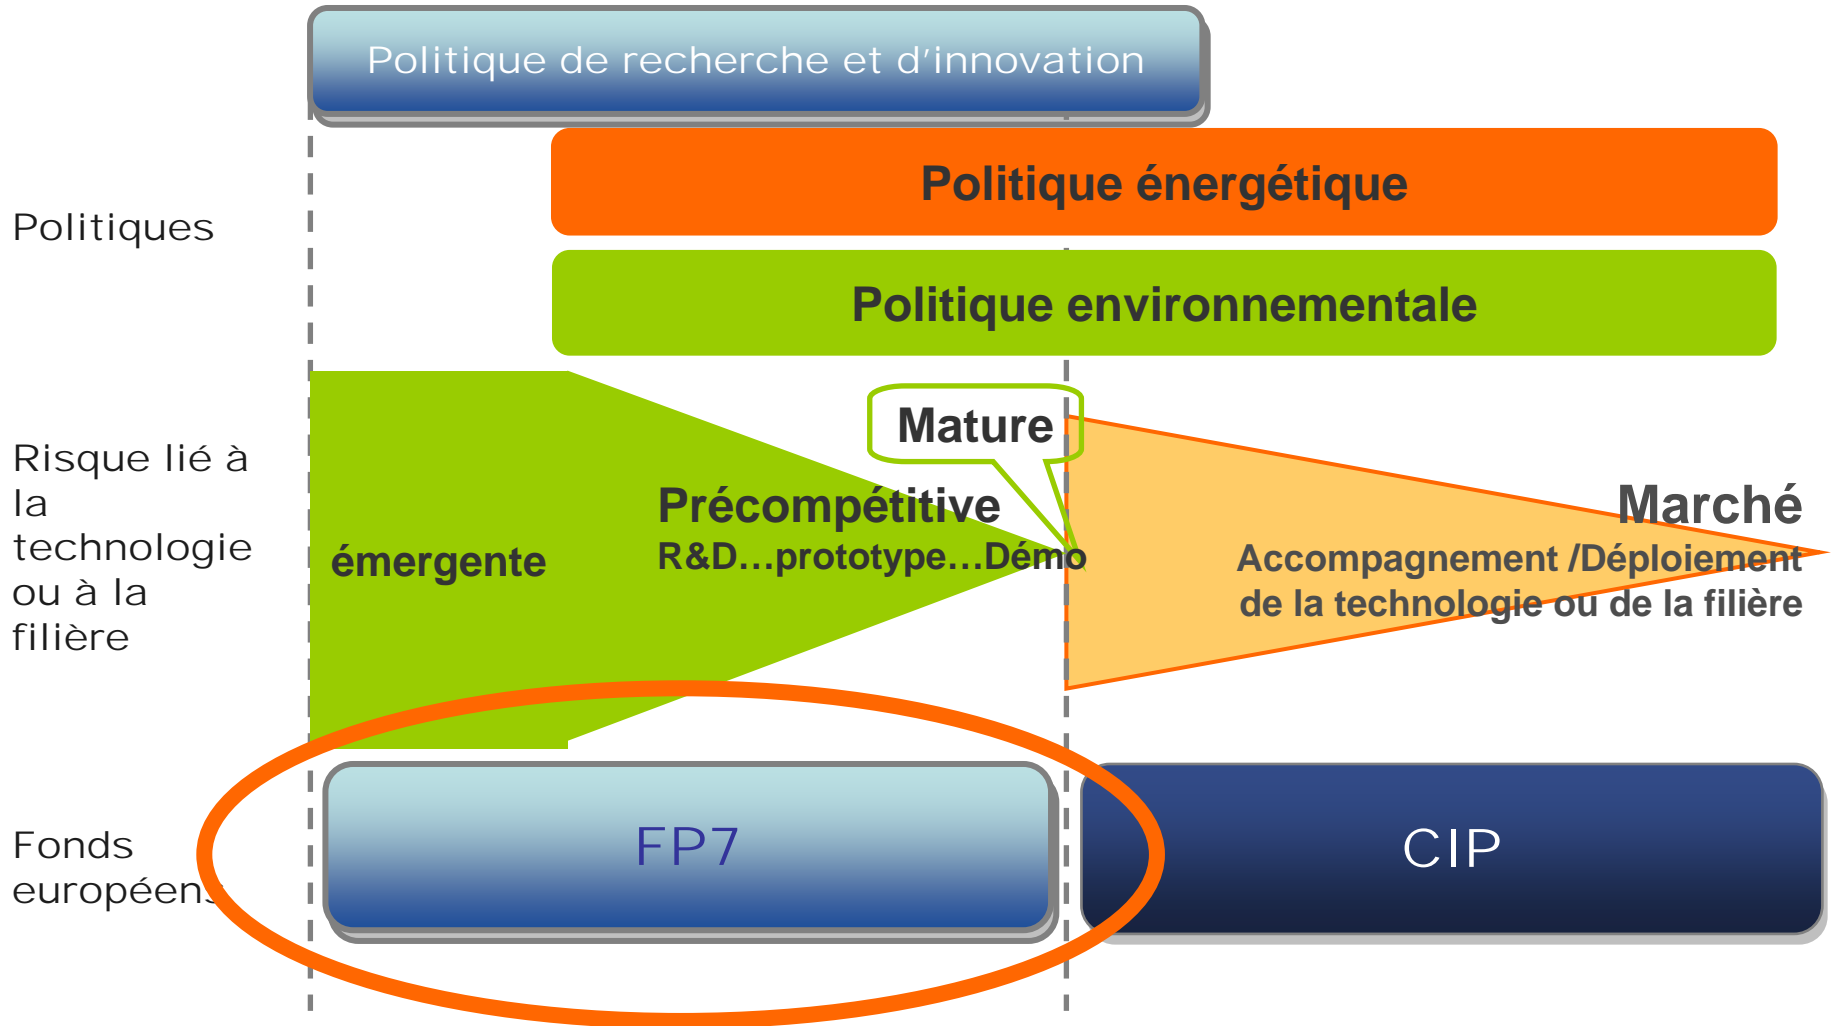 Politique de recherche et d'innovation
Politiques
Politique énergétique
Politique environnementale
Risque lié à
la
technologie
ou à la
filière
émergente
Précompétitive
R&D…prototype…Démo
Mature
Marché
Accompagnement /Déploiement
de la technologie ou de la filière
Fonds
européens
FP7
CIP